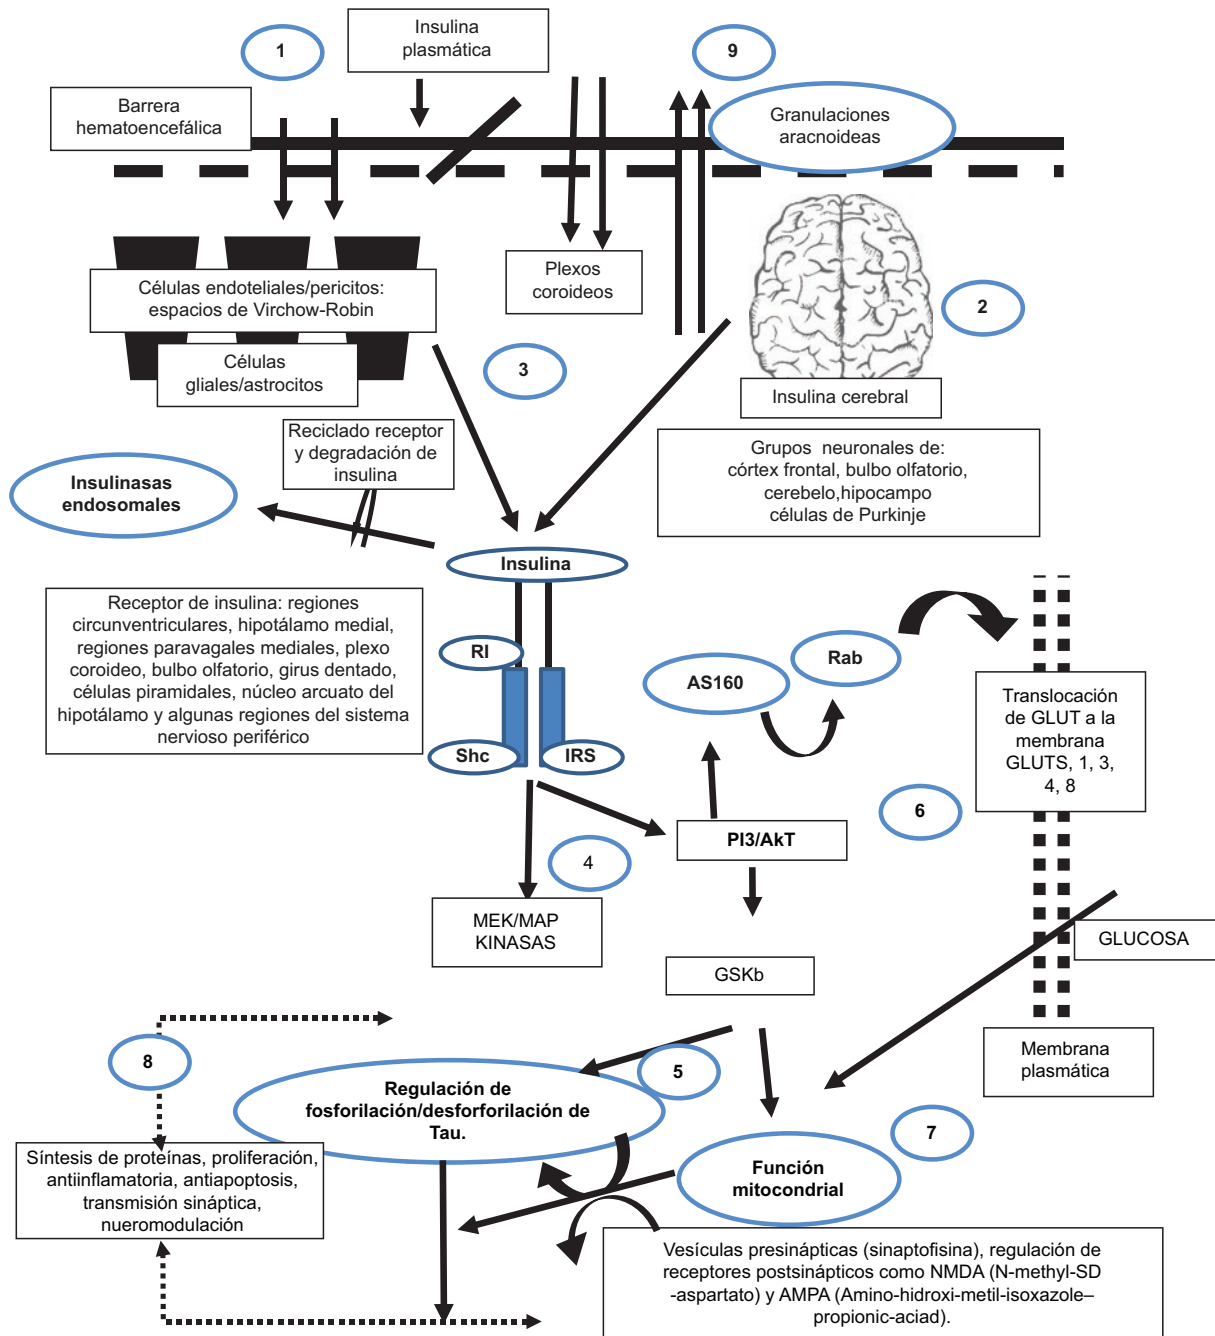 1
Insulina
plasmática
9
Barrera
hematoencefálica
Granulaciones
aracnoideas
Células endoteliales/pericitos:
espacios de Virchow-Robin
Plexos
coroideos
2
Células
gliales/astrocitos
3
Insulina cerebral
Reciclado receptor
y degradación de
insulina
Grupos neuronales de:
córtex frontal, bulbo olfatorio,
cerebelo,hipocampo
células de Purkinje
Insulinasas
endosomales
Insulina
Receptor de insulina: regiones
circunventriculares, hipotálamo medial,
regiones paravagales mediales, plexo
coroideo, bulbo olfatorio, girus dentado,
células piramidales, núcleo arcuato del
hipotálamo y algunas regiones del sistema
nervioso periférico
RI
Shc
IRS
AS160
Rab
Translocación
de GLUT a la
membrana
GLUTS, 1, 3,
4, 8
6
PI3/AkT
4
MEK/MAP
KINASAS
GLUCOSA
GSKb
Membrana
plasmática
8
5
Regulación de
fosforilación/desforforilación de
Tau.
7
Síntesis de proteínas, proliferación,
antiinflamatoria, antiapoptosis,
transmisión sináptica,
nueromodulación
Función
mitocondrial
Vesículas presinápticas (sinaptofisina), regulación de
receptores postsinápticos como NMDA (N-methyl-SD
-aspartato) y AMPA (Amino-hidroxi-metil-isoxazole–
propionic-aciad).